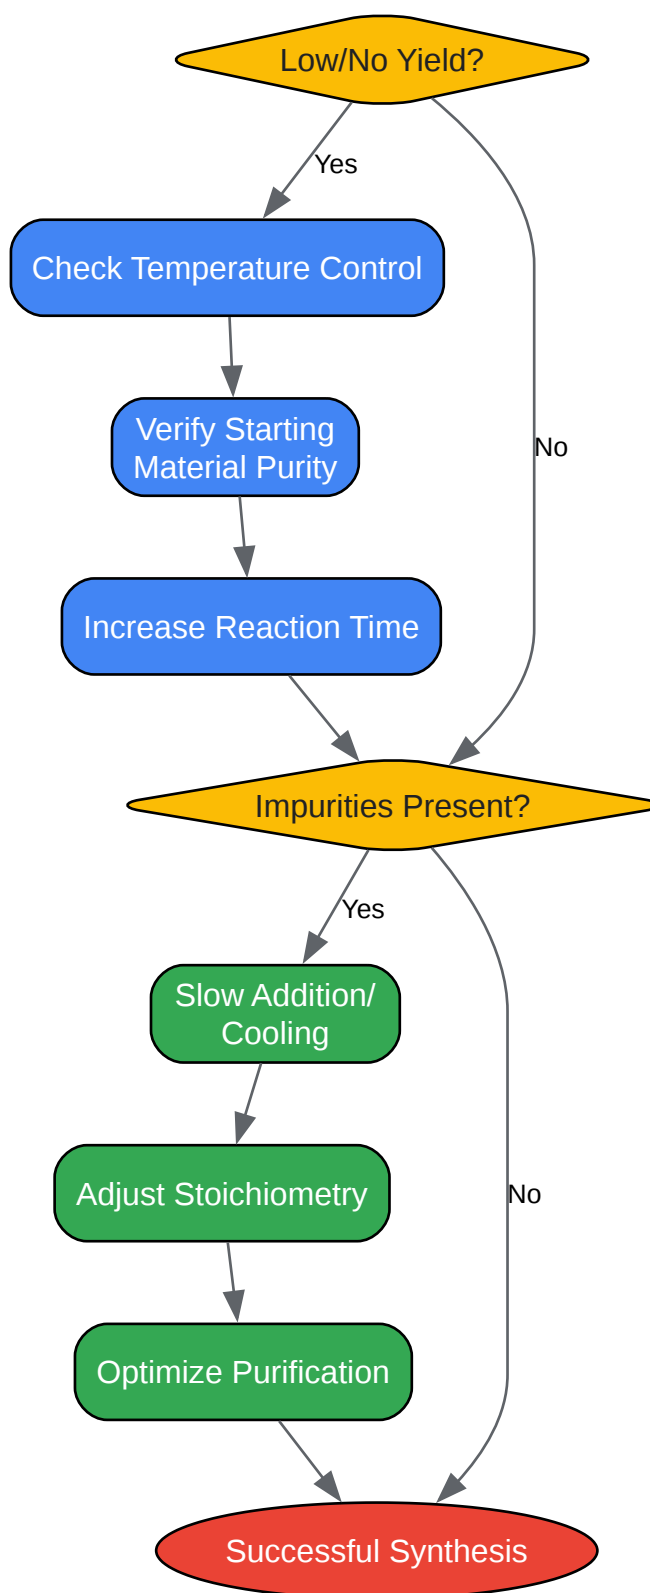 Low/No Yield?
Yes
Check Temperature Control
Verify Starting
Material Purity
No
Increase Reaction Time
Impurities Present?
Yes
Slow Addition/
Cooling
Adjust Stoichiometry
No
Optimize Purification
Successful Synthesis